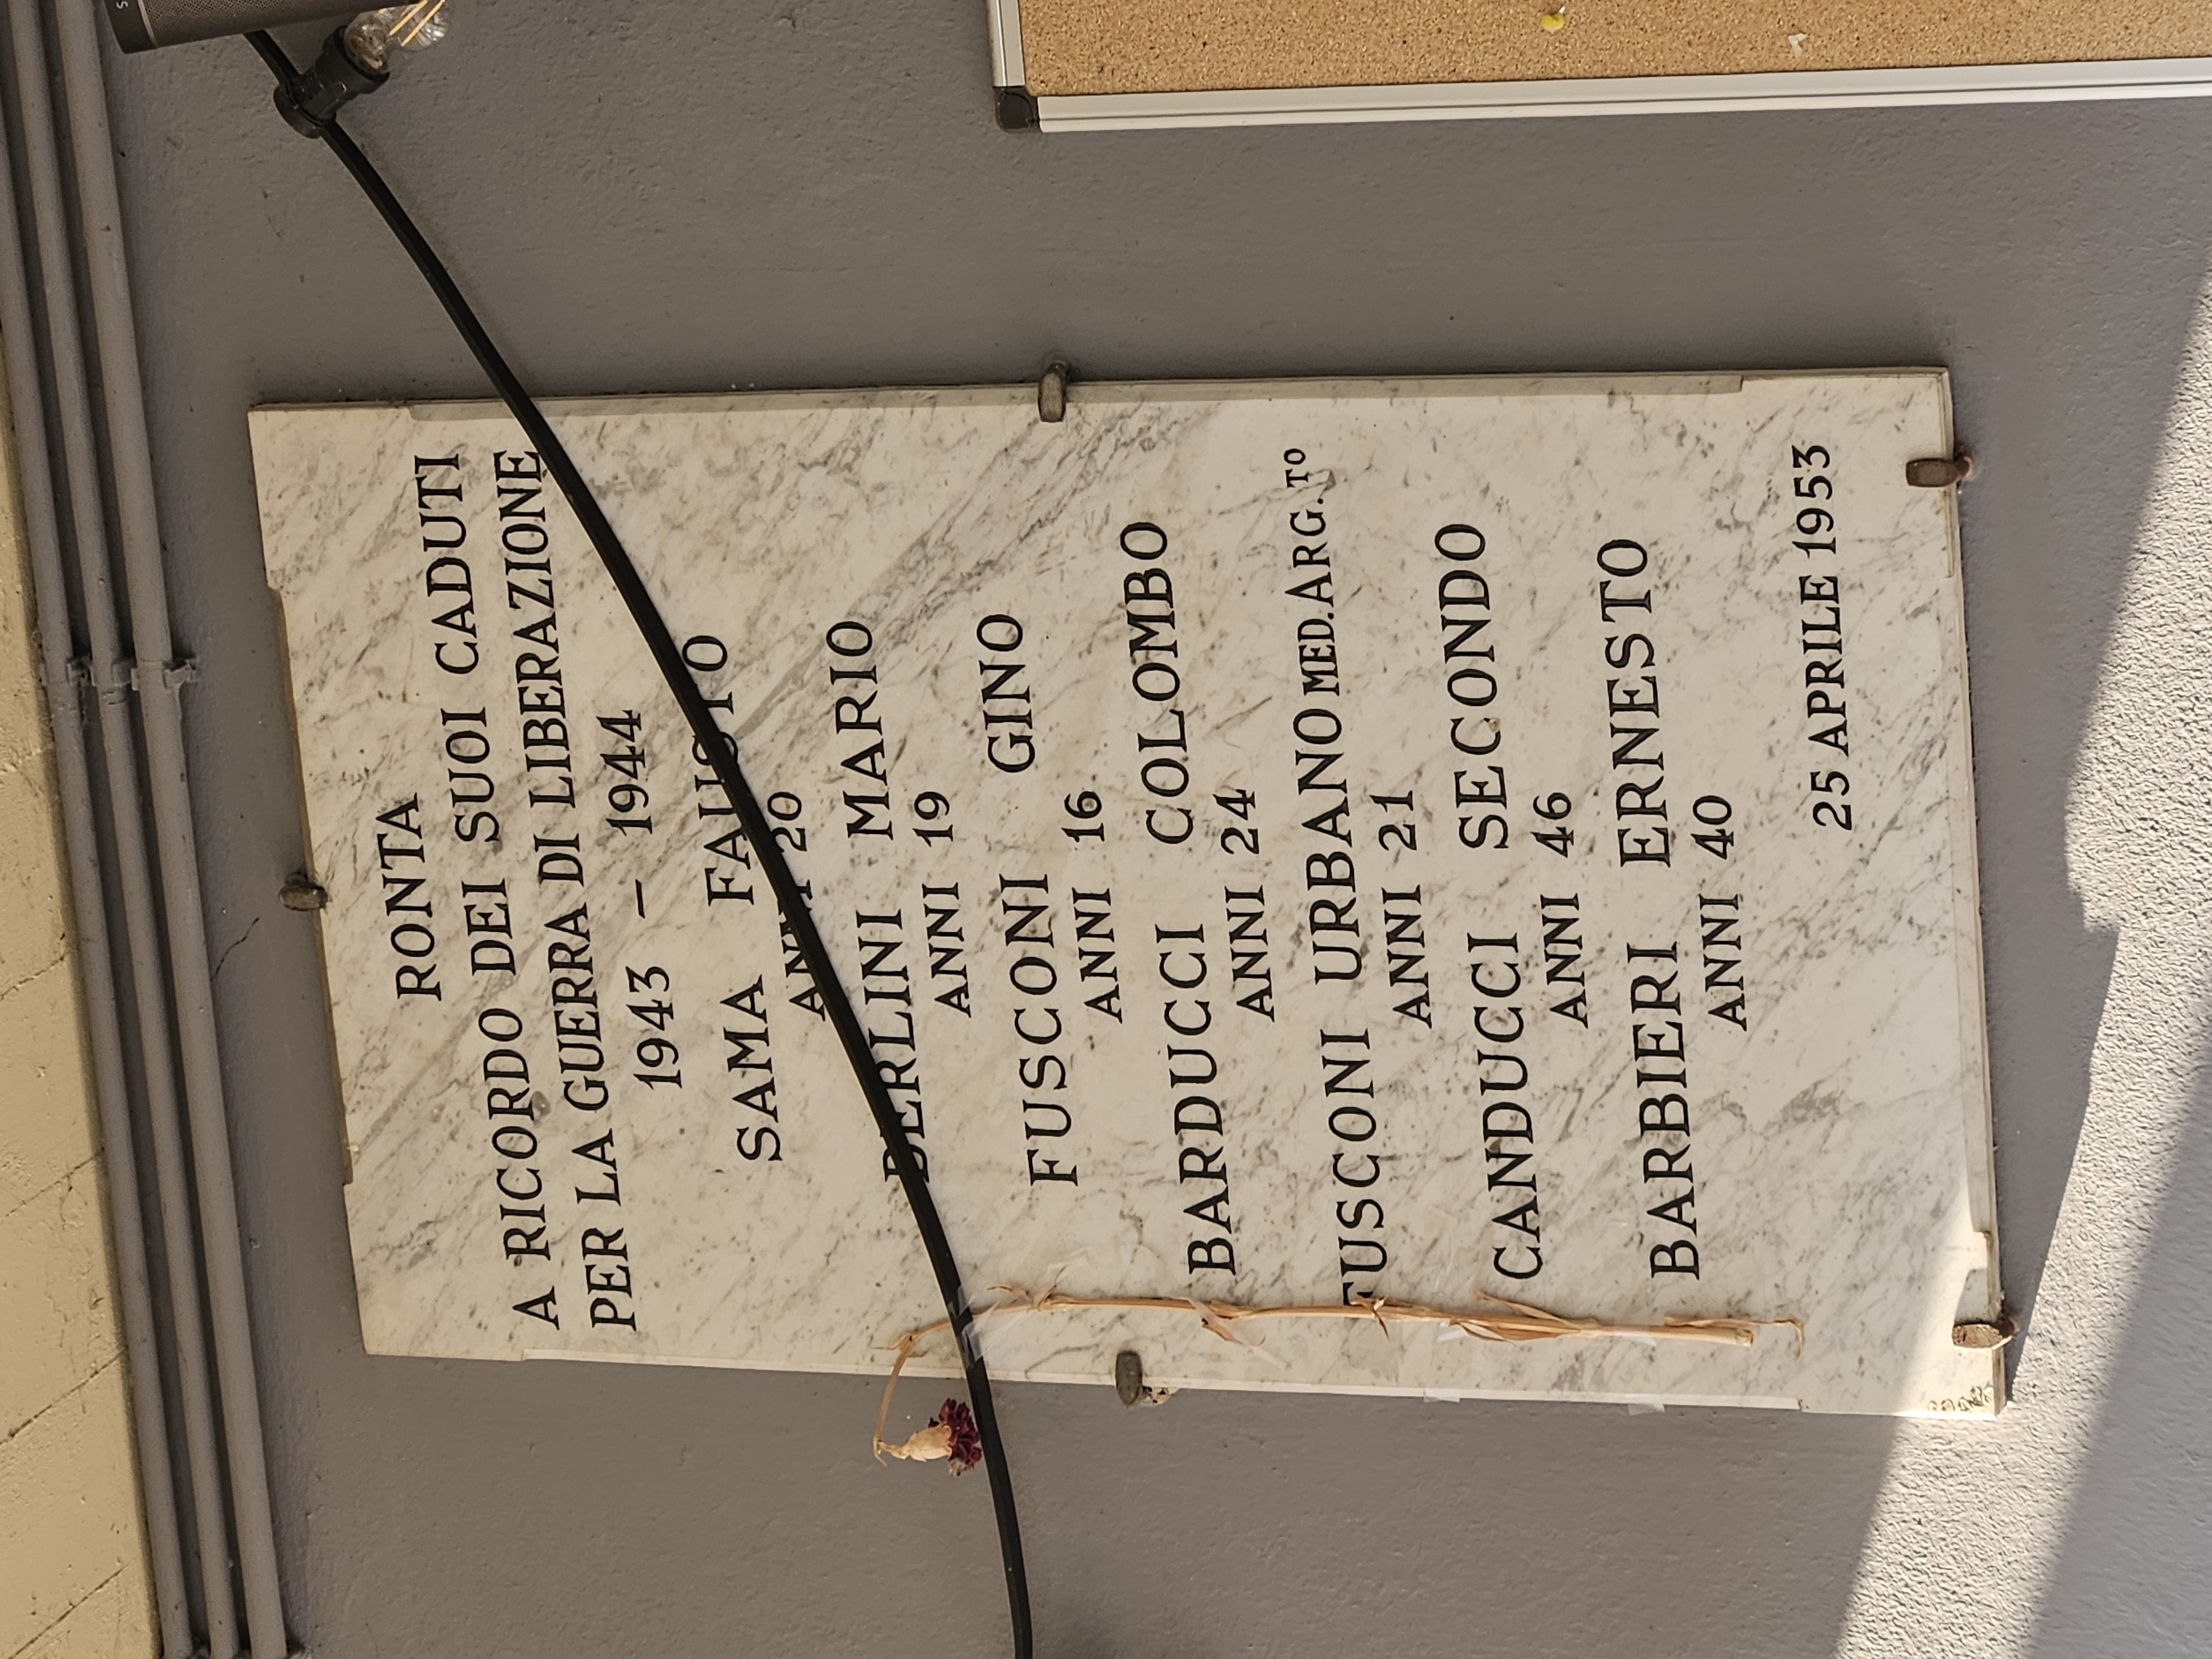 RONTA
A RICORDO DEI SUOI CADUTI
PER LA GUERRA DI LIBERAZIONE
1943 – 1944
SAMA FAUSTO
ANNI 20
BERLINI MARIO
ANNI 19
FUSCONI GINO
ANNI 16
BARDUCCI COLOMBO
ANNI 24
FUSCONI URBANO MED. ARG. Tº
ANNI 21
CANDUCCI SECONDO
ANNI 46
BARBIERI ERNESTO
ANNI 40
25 APRILE 1953